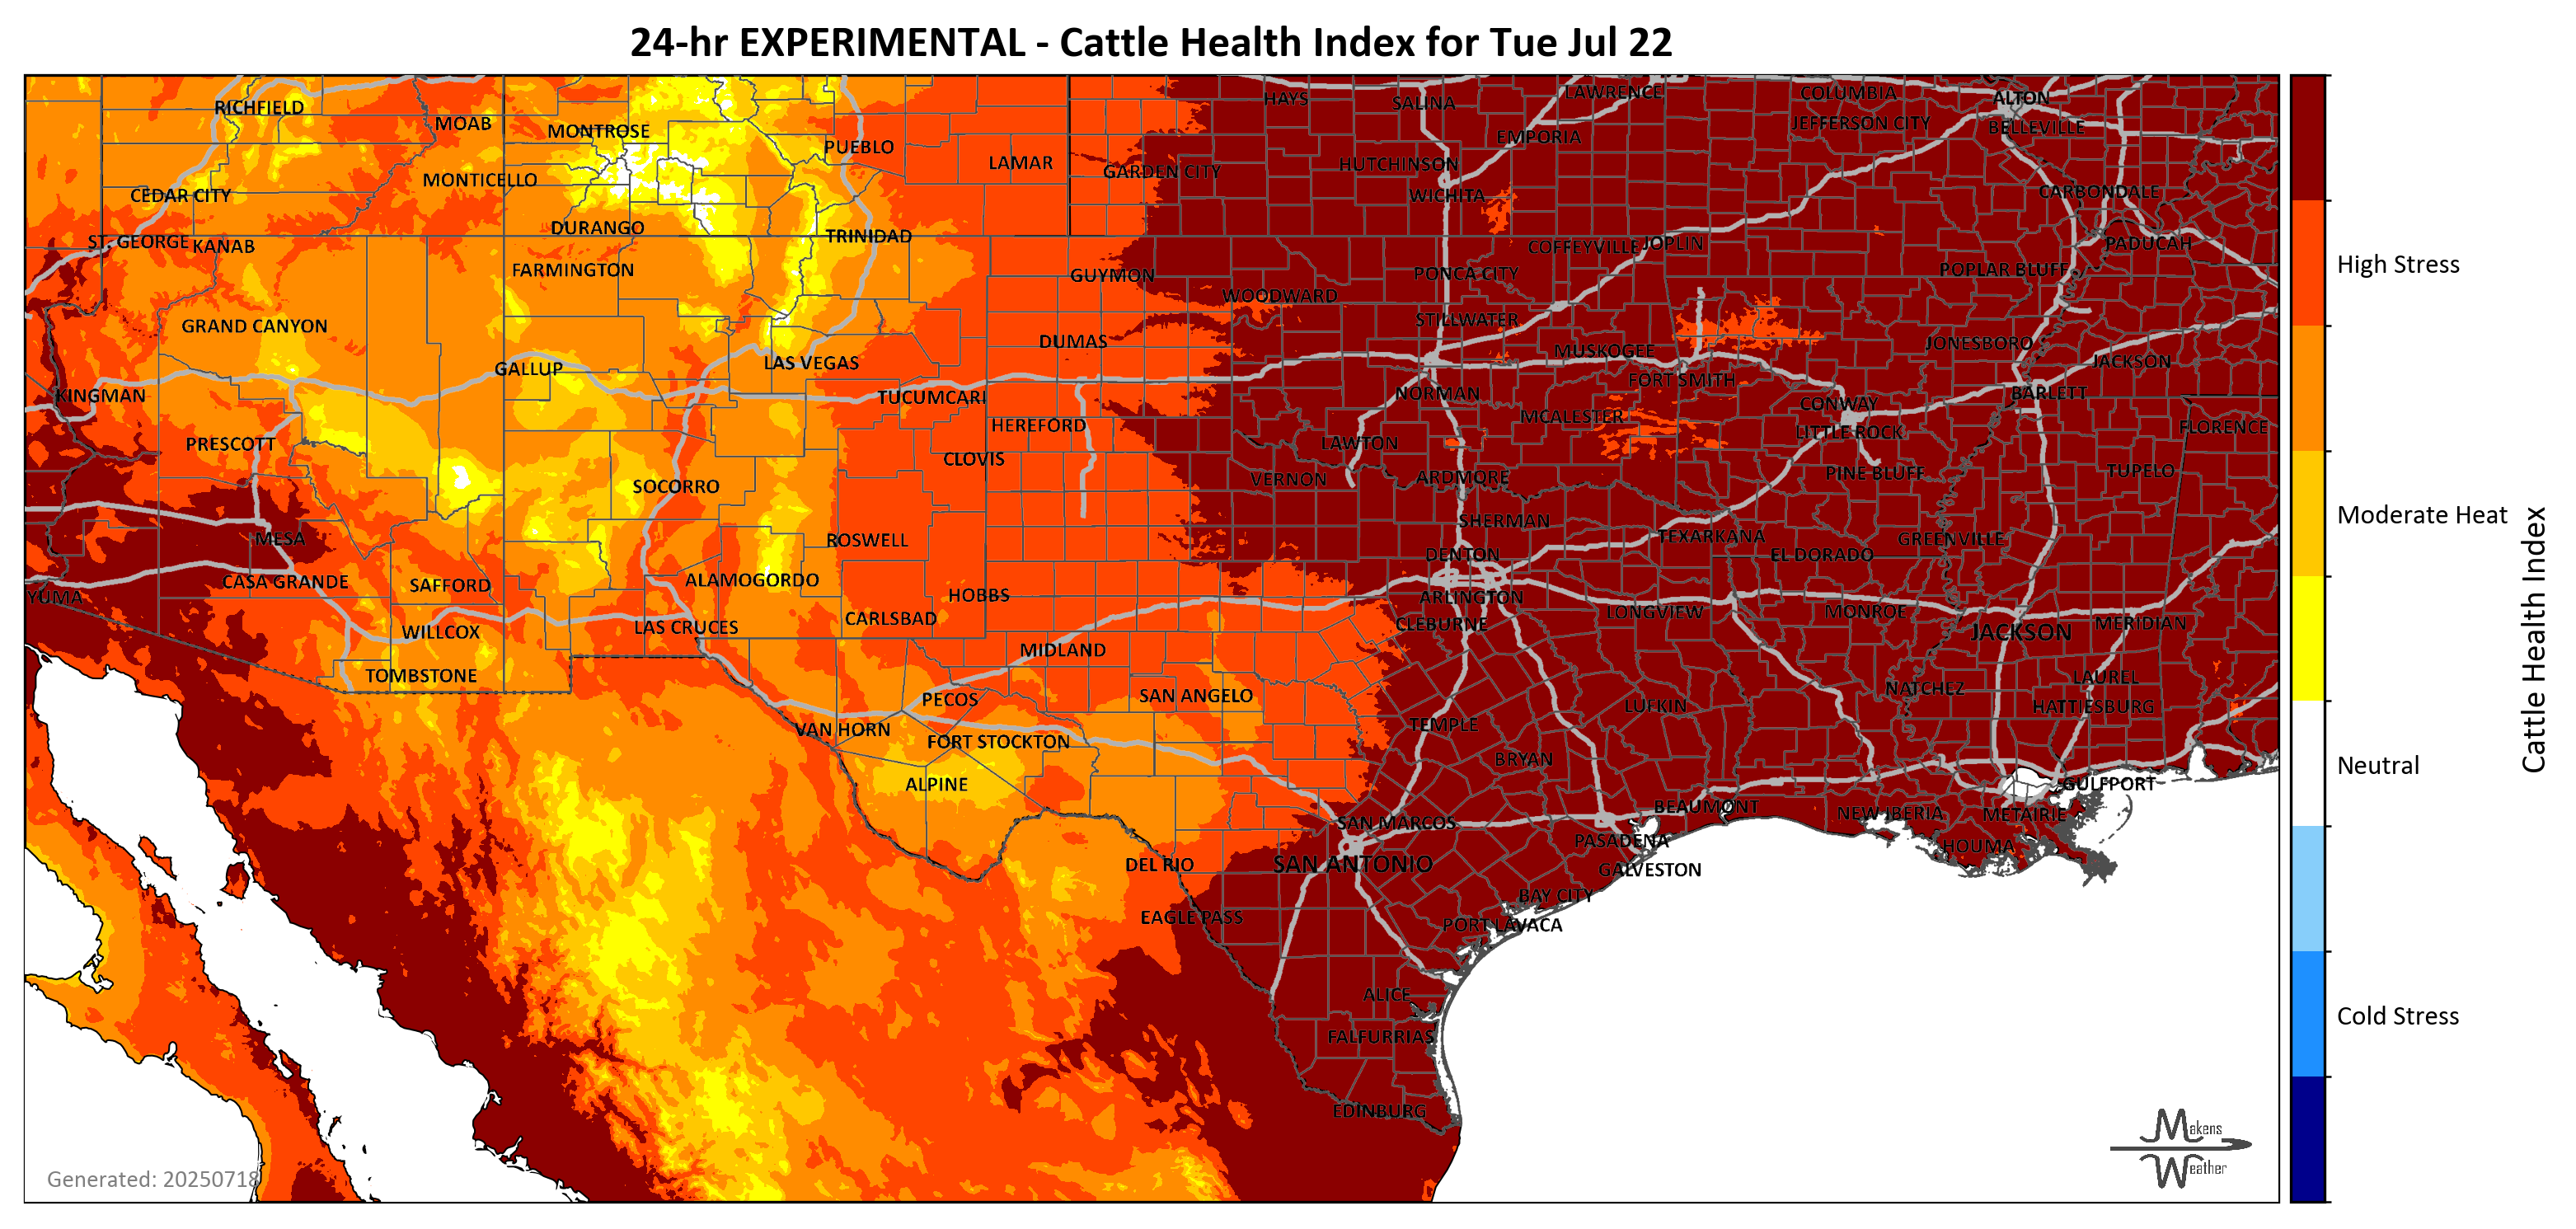 24-hr EXPERIMENTAL - Cattle Health Index for Tue Jul 22
RICHFIELD
MOAB
MONTROSE
PUEBLO
LAMAR
GARDEN CITY
HAYS
SALINA
LAWRENCE
EMPORIA
COLUMBIA
JEFFERSON CITY
ALTON
BELLEVILLE
CEDAR CITY
MONTICELLO
HUTCHINSON
WICHITA
CARBONDALE
ST. GEORGE
KANAB
DURANGO
TRINIDAD
COFFEYVILLE
JOPLIN
PADUCAH
High Stress
FARMINGTON
GUYMON
WOODWARD
PONCA CITY
POPLAR BLUFF
GRAND CANYON
DUMAS
STILLWATER
MUSKOGEE
JONESBORO
JACKSON
KINGMAN
GALLUP
LAS VEGAS
TUCUMCARI
NORMAN
FORT SMITH
CONWAY
BARLETT
PRESCOTT
HEREFORD
CLOVIS
LAWTON
MCALESTER
LITTLE ROCK
FLORENCE
SOCORRO
VERNON
ARDMORE
PINE BLUFF
TUPELO
Moderate Heat
MESA
ROSWELL
SHERMAN
DENTON
TEXARKANA
EL DORADO
GREENVILLE
YUMA
CASA GRANDE
SAFFORD
ALAMOGORDO
HOBBS
ARLINGTON
LONGVIEW
MONROE
WILLCOX
LAS CRUCES
CARLSBAD
CLEBURNE
JACKSON
MERIDIAN
TOMBSTONE
MIDLAND
PECOS
SAN ANGELO
LUFKIN
NATCHEZ
LAUREL
HATTIESBURG
VAN HORN
FORT STOCKTON
TEMPLE
BRYAN
Neutral
ALPINE
SAN MARCOS
BEAUMONT
NEW IBERIA
METAIRIE
GULFPORT
DEL RIO
SAN ANTONIO
PASADENA
GALVESTON
HOUMA
EAGLE PASS
BAY CITY
PORT LAVACA
ALICE
FALFURRIAS
EDINBURG
Cold Stress
Cattle Health Index
Makens
Weather
Generated: 20250718